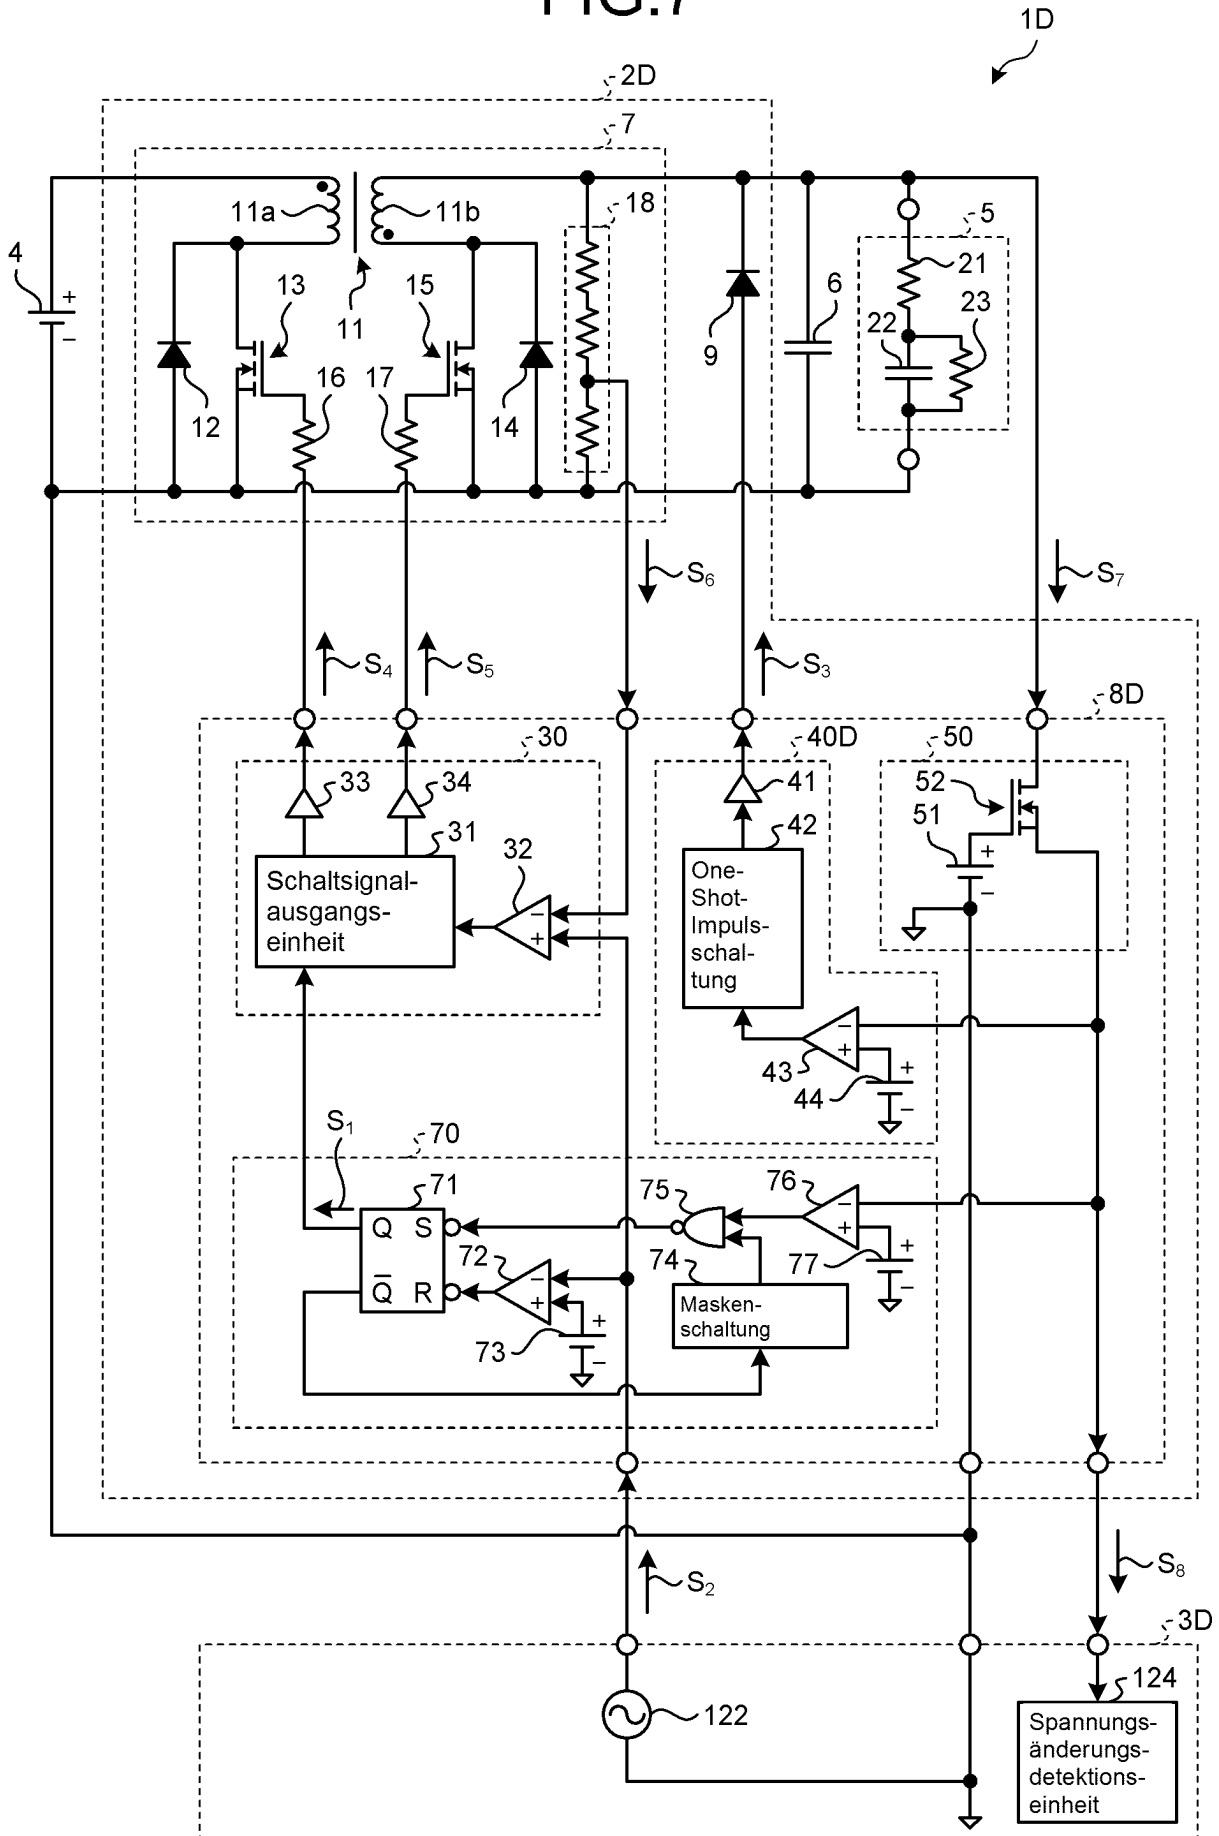 FIG.7
1D
2D
7
18
11a
11b
5
21
4
+
−
13
15
6
22
23
11
9
16
17
12
14
S6
S7
S4
S5
S3
8D
30
40D
50
33
34
41
52
31
42
51
+
−
32
Schaltsignal-
ausgangs-
einheit
−
+
One-
Shot-
Impuls-
schal-
tung
−
+
43
44
+
−
S1
70
71
75
76
−
+
Q S
72
74
77
+
−
Q̅ R
−
+
73
+
−
Masken-
schaltung
S2
S8
3D
124
122
Spannungs-
änderungs-
detektions-
einheit